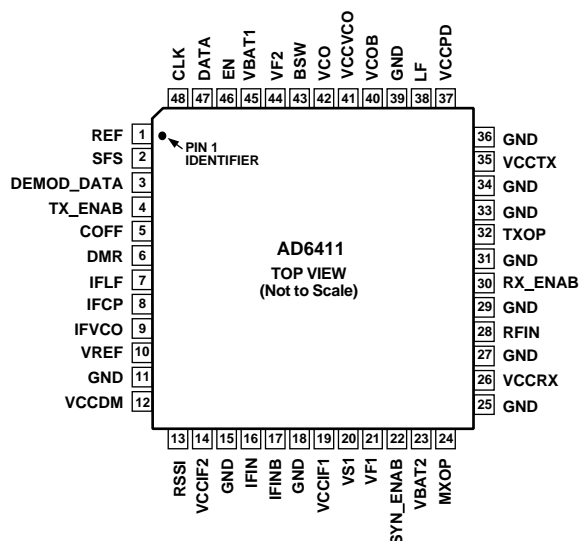 CLK DATA EN VBAT1 VF2 BSW VCO VCCVCO VCOB GND LF VCCPD
48 47 46 45 44 43 42 41 40 39 38 37
REF 1
SFS 2
DEMOD_DATA 3
TX_ENAB 4
COFF 5
DMR 6
IFLF 7
IFCP 8
IFVCO 9
VREF 10
GND 11
VCCDM 12
PIN 1
IDENTIFIER
AD6411
TOP VIEW
(Not to Scale)
36 GND
35 VCCTX
34 GND
33 GND
32 TXOP
31 GND
30 RX_ENAB
29 GND
28 RFIN
27 GND
26 VCCRX
25 GND
13 14 15 16 17 18 19 20 21 22 23 24
RSSI VCCIF2 GND IFIN IFINB GND VCCIF1 VS1 VF1 SYN_ENAB VBAT2 MXOP